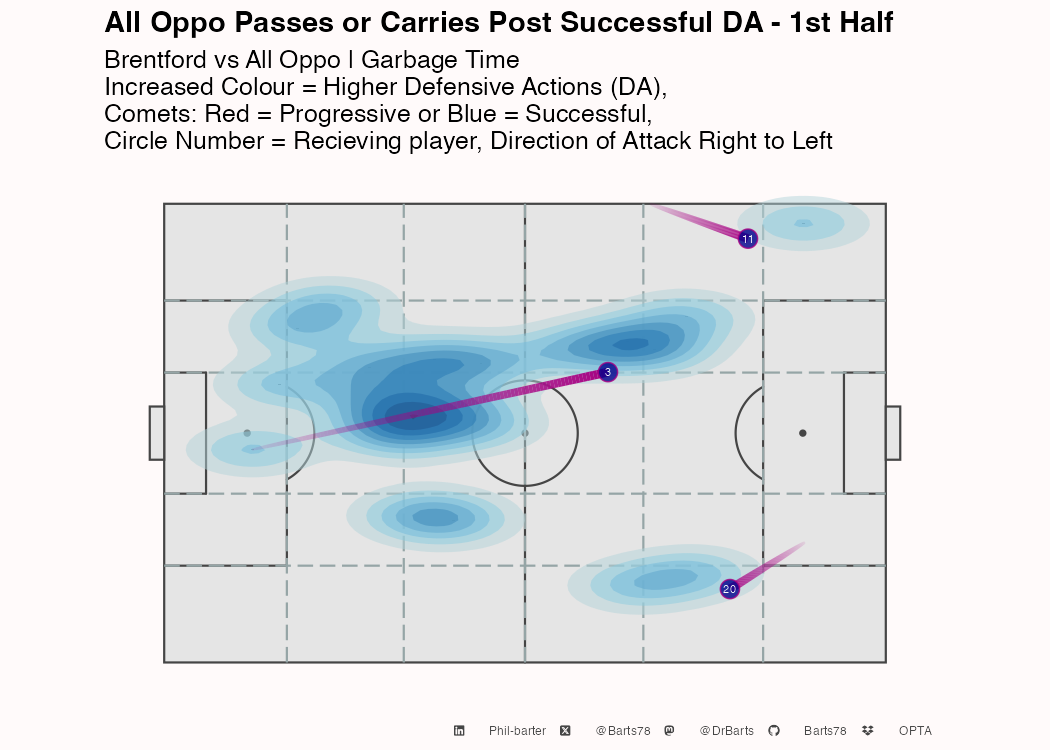 All Oppo Passes or Carries Post Successful DA - 1st Half
Brentford vs All Oppo | Garbage Time
Increased Colour = Higher Defensive Actions (DA),
Comets: Red = Progressive or Blue = Successful,
Circle Number = Recieving player, Direction of Attack Right to Left
11
3
20
Phil-barter @Barts78 @DrBarts Barts78 OPTA